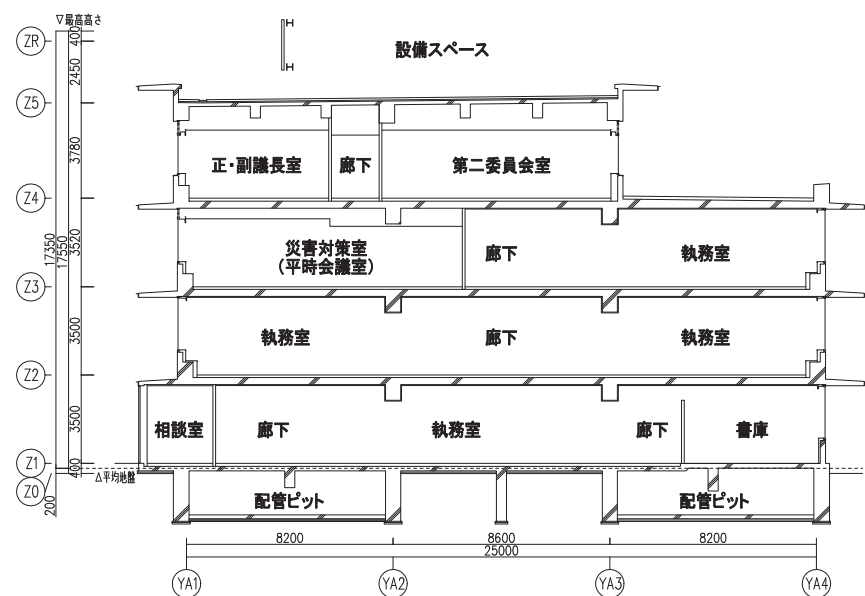 ▽最高高さ
ZR
400
設備スペース
2450
Z5
3780
正・副議長室
廊下
第二委員会室
Z4
17350
17550
3520
災害対策室
(平時会議室)
廊下
執務室
Z3
3500
執務室
廊下
執務室
Z2
3500
相談室
廊下
執務室
廊下
書庫
Z1
400
△平均地盤
Z0
200
配管ピット
配管ピット
8200
8600
8200
25000
YA1
YA2
YA3
YA4